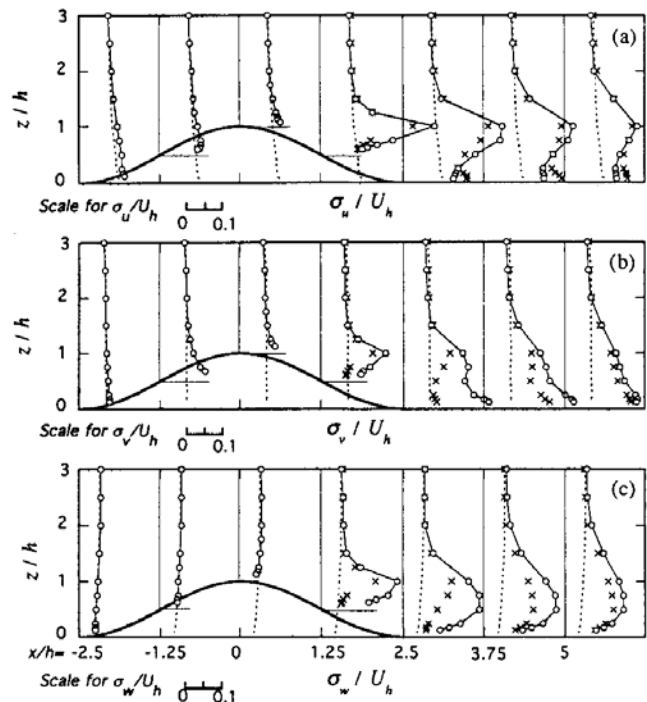 3
(a)
2
z / h
1
0
Scale for σu/Uh
0 0.1
σu / Uh
3
(b)
2
z / h
1
0
Scale for σv/Uh
0 0.1
σv / Uh
3
(c)
2
z / h
1
0
x/h= -2.5 -1.25 0 1.25 2.5 3.75 5
Scale for σw/Uh
0 0.1
σw / Uh